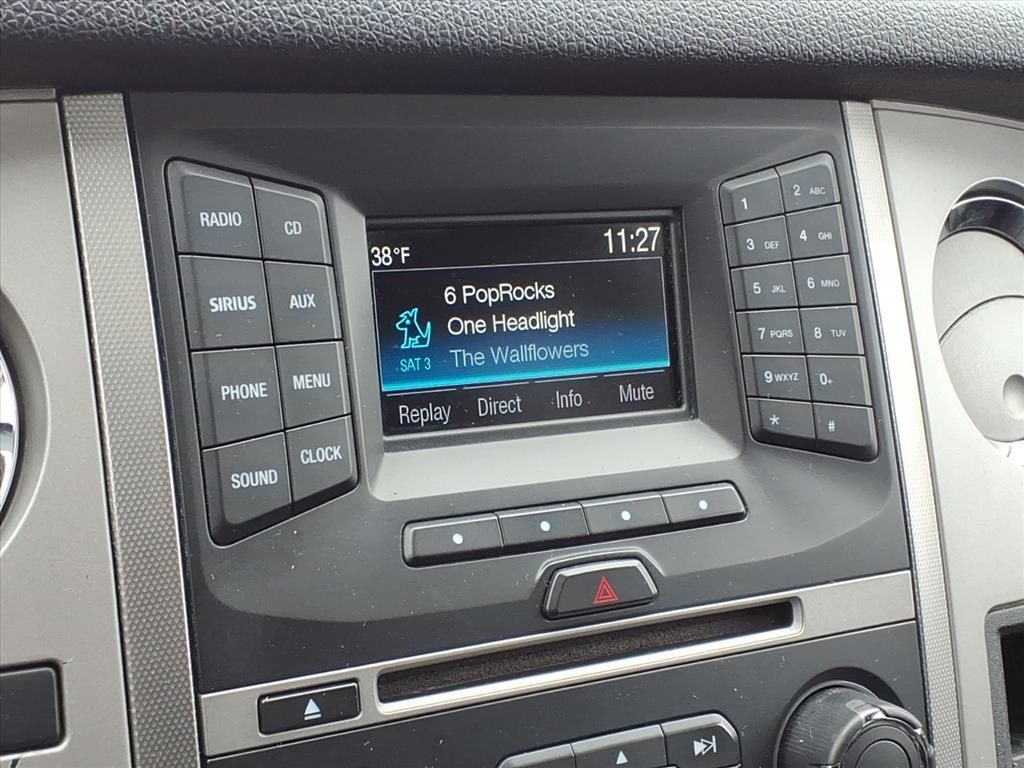 RADIO
CD
SIRIUS
AUX
PHONE
MENU
SOUND
CLOCK
38°F
11:27
6 PopRocks
One Headlight
SAT 3
The Wallflowers
Replay Direct Info Mute
1
2 ABC
3 DEF
4 GHI
5 JKL
6 MNO
7 PQRS
8 TUV
9 WXYZ
0+
*
#